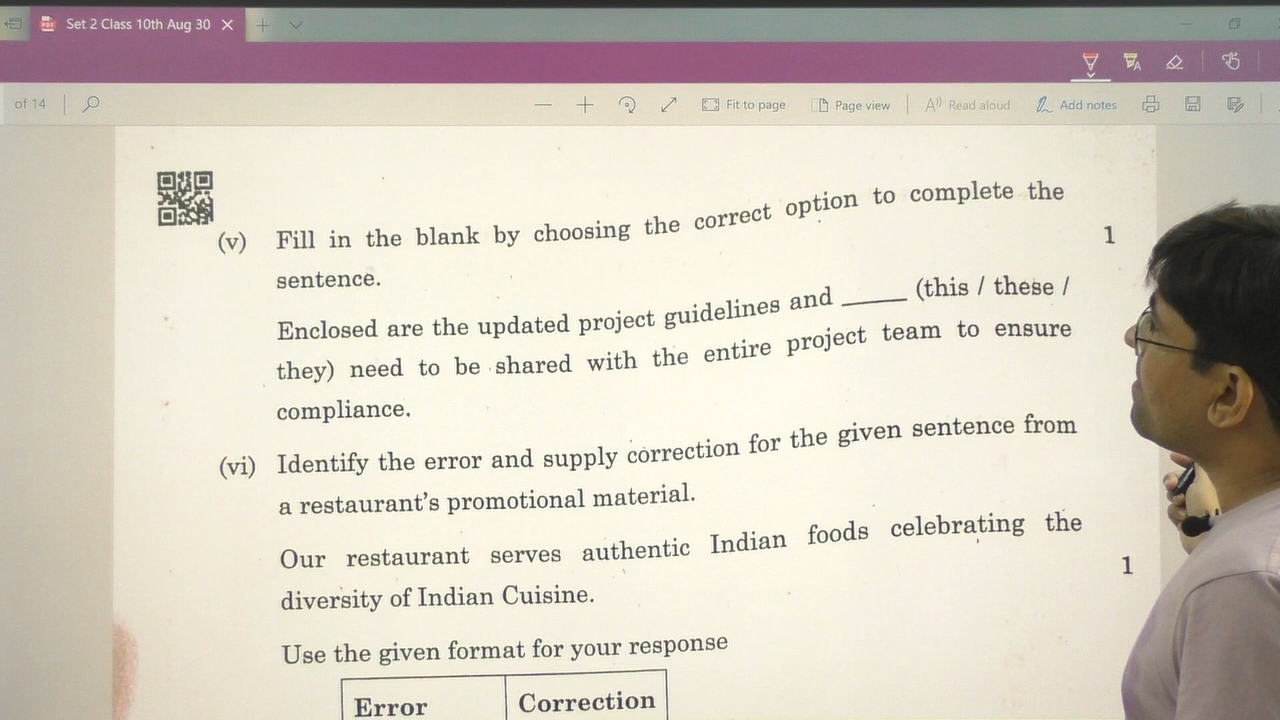 Set 2 Class 10th Aug 30
of 14
Fit to page
Page view
Read aloud
Add notes
(v) Fill in the blank by choosing the correct option to complete the
sentence.
1
Enclosed are the updated project guidelines and _____ (this / these /
they) need to be shared with the entire project team to ensure
compliance.
(vi) Identify the error and supply correction for the given sentence from
a restaurant's promotional material.
Our restaurant serves authentic Indian foods celebrating the
diversity of Indian Cuisine.
1
Use the given format for your response
Error Correction